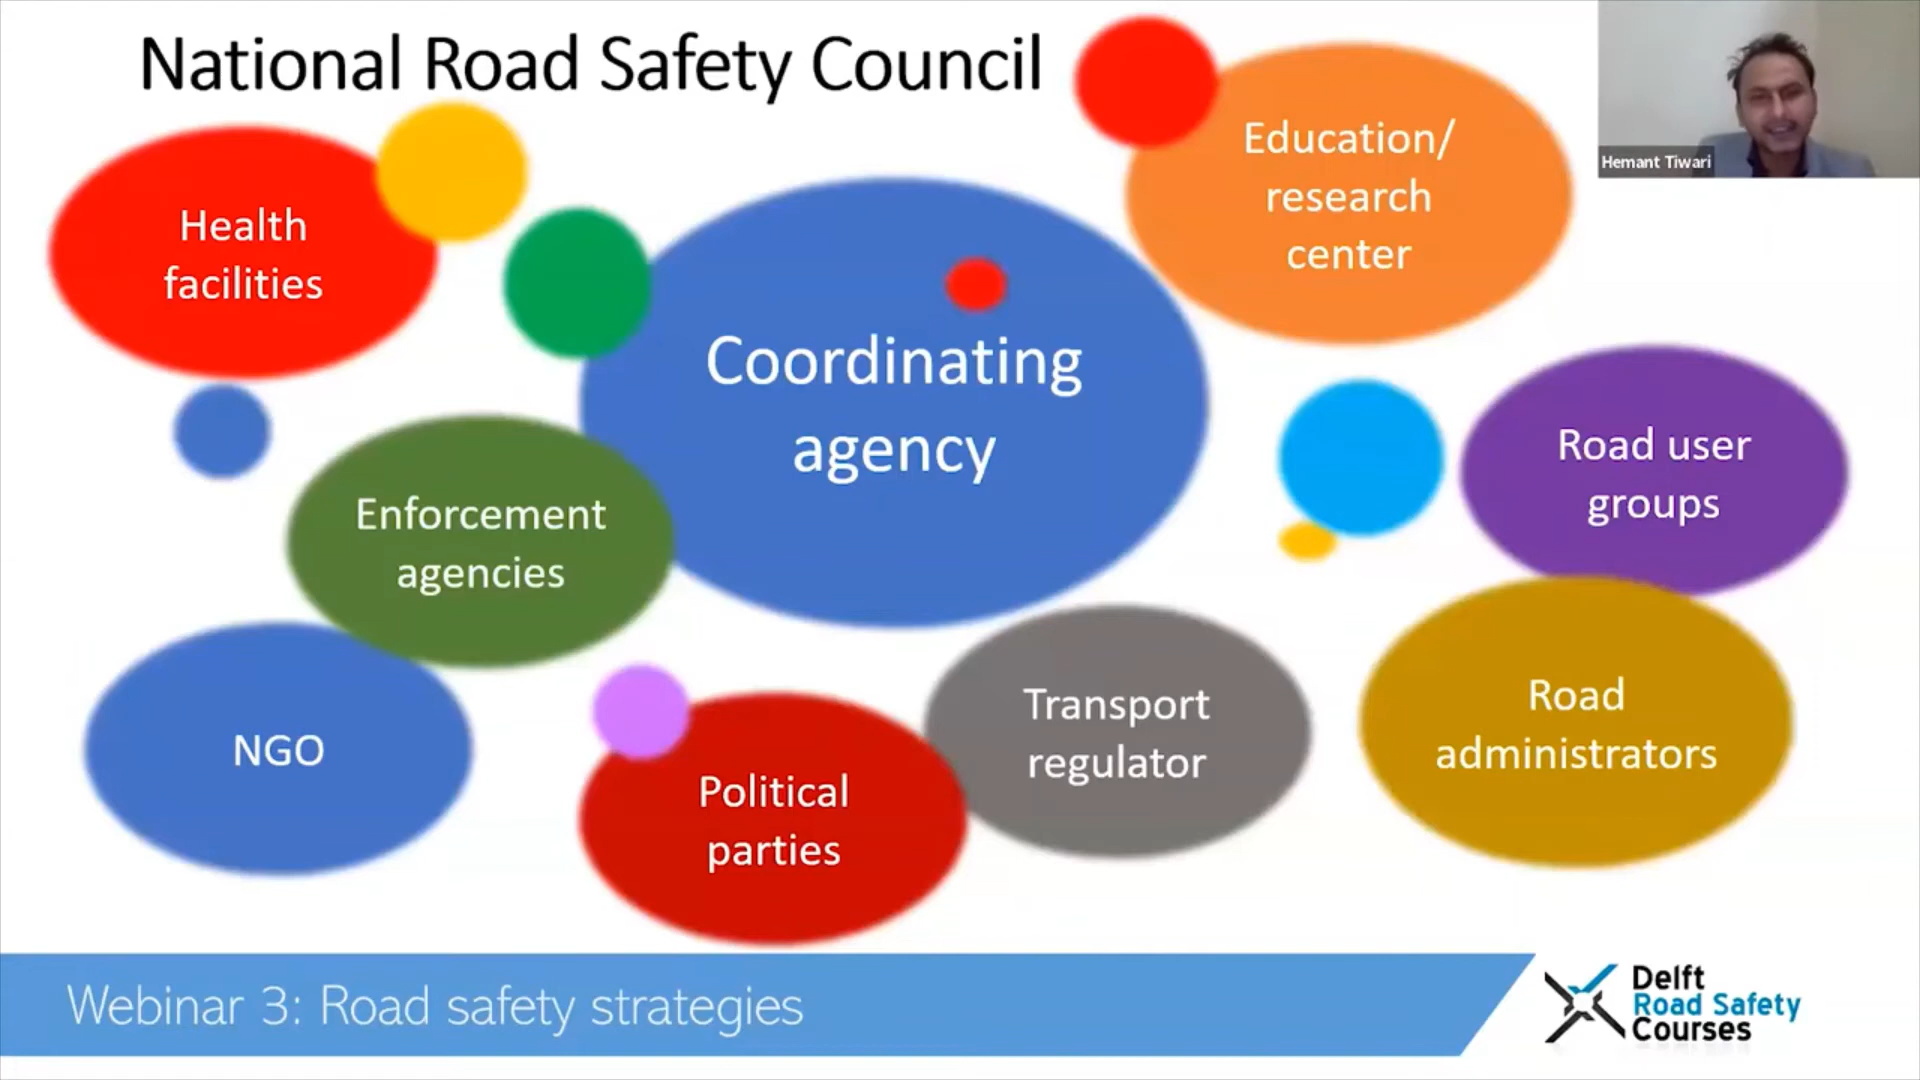 National Road Safety Council
Health
facilities
Education/
research
center
Hemant Tiwari
Coordinating
agency
Road user
groups
Enforcement
agencies
NGO
Political
parties
Transport
regulator
Road
administrators
Webinar 3: Road safety strategies
Delft
Road Safety
Courses